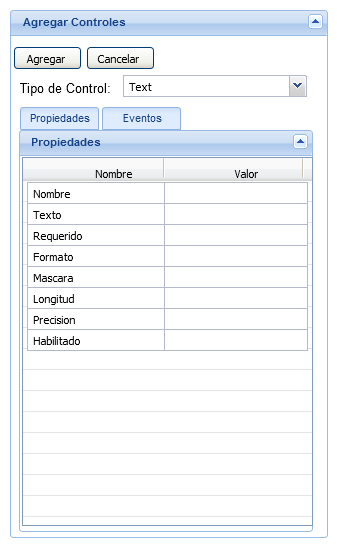 Agregar Controles
Agregar Cancelar
Tipo de Control: Text
Propiedades Eventos
Propiedades
Nombre Valor
Nombre
Texto
Requerido
Formato
Mascara
Longitud
Precision
Habilitado